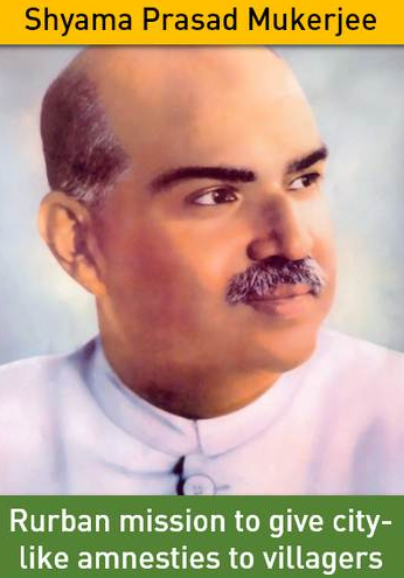 Shyama Prasad Mukerjee
Rurban mission to give city-
like amnesties to villagers